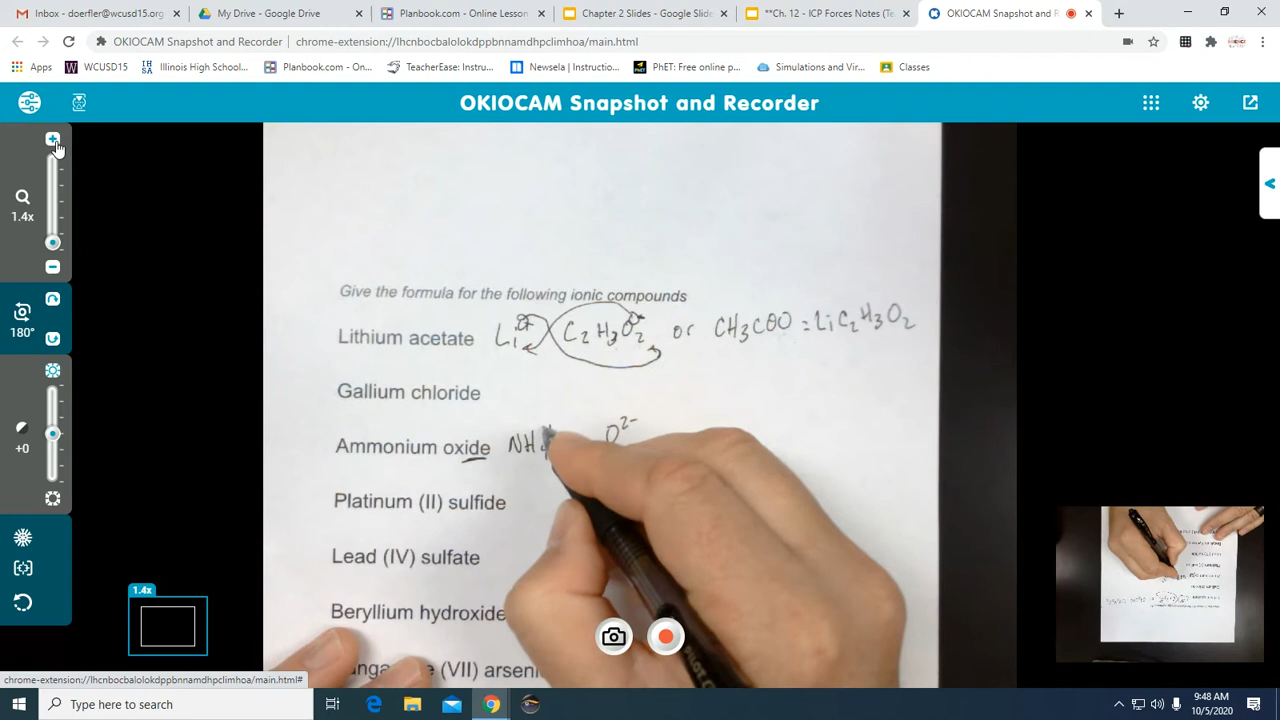 Inbox - doerfler@wcusd15.org
My Drive - Google Drive
Planbook.com - Online Lesson
Chapter 2 Slides - Google Slide
**Ch. 12 - ICP Forces Notes (Te
OKIOCAM Snapshot and R
OKIOCAM Snapshot and Recorder
chrome-extension://lhcnbocbalolokdppbnnamdhpclimhoa/main.html
Apps
WCUSD15
Illinois High School...
Planbook.com - On...
TeacherEase: Instru...
Newsela | Instructio...
PhET: Free online p...
Simulations and Vir...
Classes
OKIOCAM Snapshot and Recorder
1.4x
180°
+0
Give the formula for the following ionic compounds
Lithium acetate Li C2H3O2 or CH3COO = LiC2H3O2
Gallium chloride
Ammonium oxide NH O2-
Platinum (II) sulfide
Lead (IV) sulfate
Beryllium hydroxide
(VII)
1.4x
chrome-extension://lhcnbocbalolokdppbnnamdhpclimhoa/main.html#
Type here to search
9:48 AM
10/5/2020